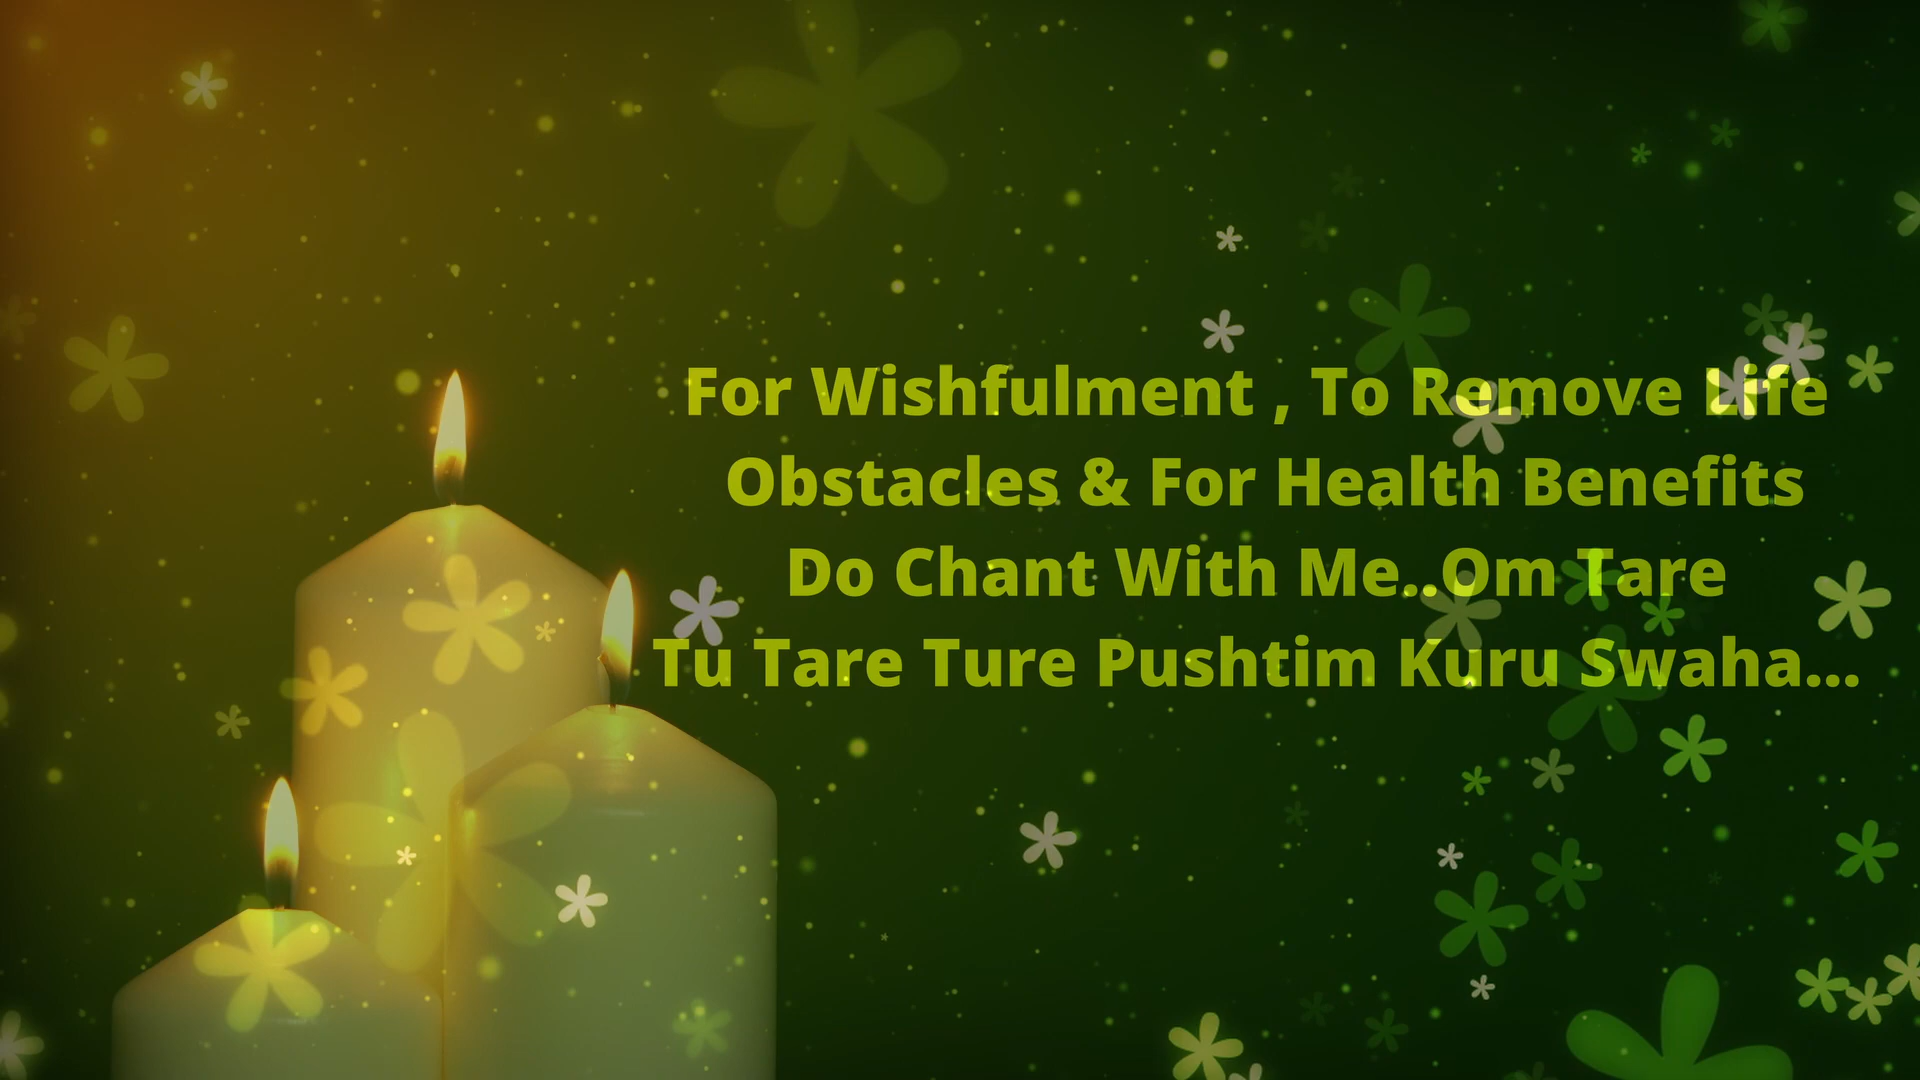 For Wishfulment , To Remove Life
Obstacles & For Health Benefits
Do Chant With Me..Om Tare
Tu Tare Ture Pushtim Kuru Swaha...